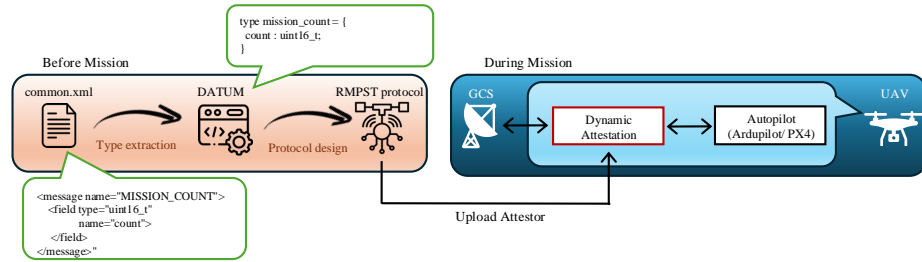 type mission_count = {
count : uint16_t;
}
Before Mission
During Mission
common.xml
DATUM
RMPST protocol
GCS
UAV
Dynamic
Attestation
Autopilot
(Ardupilot/ PX4)
Type extraction
Protocol design
<message name="MISSION_COUNT">
<field type="uint16_t"
name="count">
</field>
</message>"
Upload Attestor